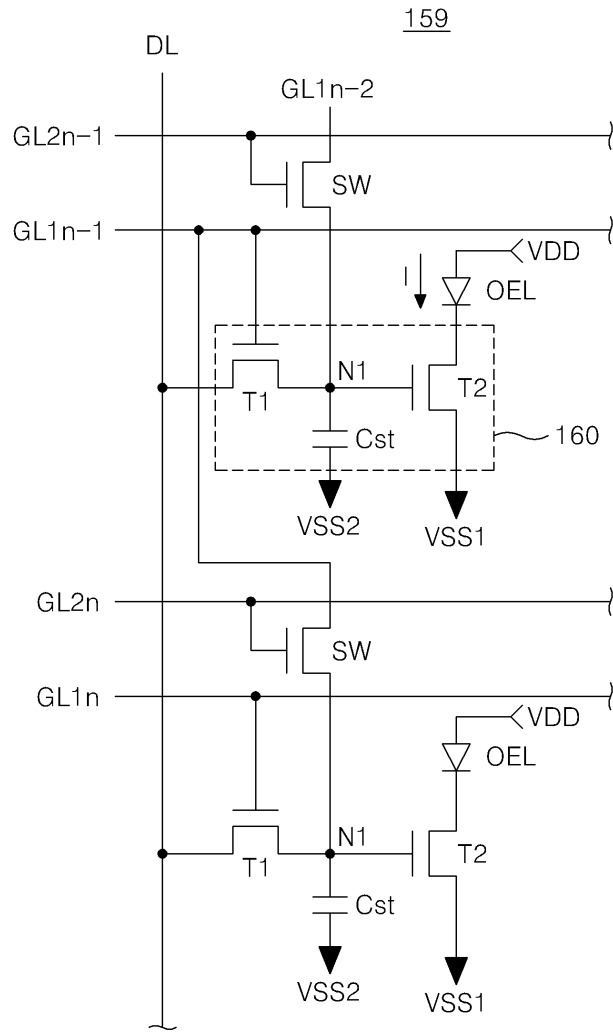 159
DL
GL1n-2
GL2n-1
SW
GL1n-1
VDD
I
OEL
N1
T1
T2
Cst
160
VSS2
VSS1
GL2n
SW
GL1n
VDD
OEL
N1
T1
T2
Cst
VSS2
VSS1